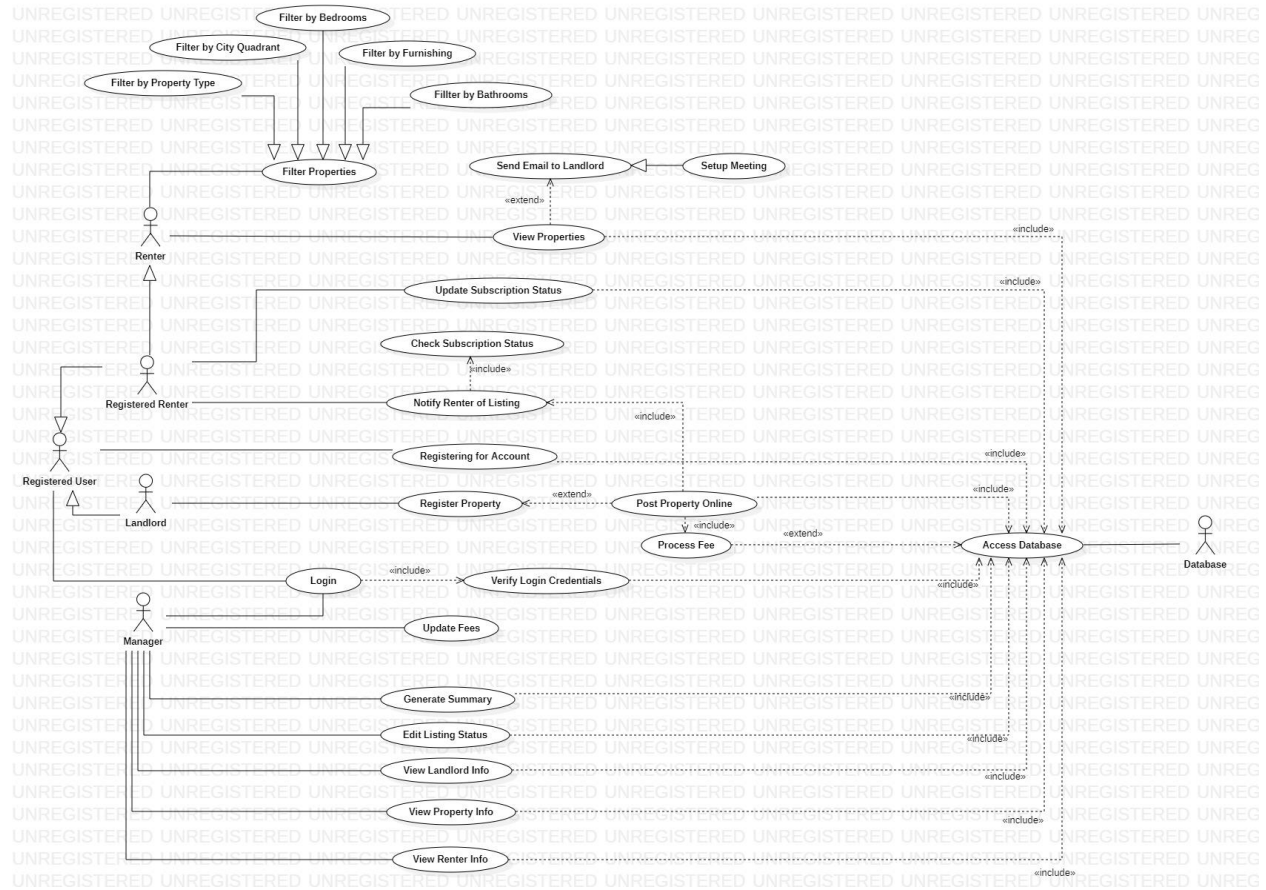 Filter by Bedrooms
Filter by City Quadrant
Filter by Furnishing
Filter by Property Type
Fillter by Bathrooms
Filter Properties
Send Email to Landlord
Setup Meeting
«extend»
Renter
View Properties
«include»
Update Subscription Status
«include»
Check Subscription Status
«include»
Registered Renter
Notify Renter of Listing
«include»
Registering for Account
«include»
Registered User
Landlord
Register Property
«extend»
Post Property Online
«include»
«include»
Process Fee
«extend»
Access Database
Database
Login
«include»
Verify Login Credentials
«include»
Manager
Update Fees
Generate Summary
«include»
Edit Listing Status
«include»
View Landlord Info
«include»
View Property Info
«include»
View Renter Info
«include»
UNREGISTERED